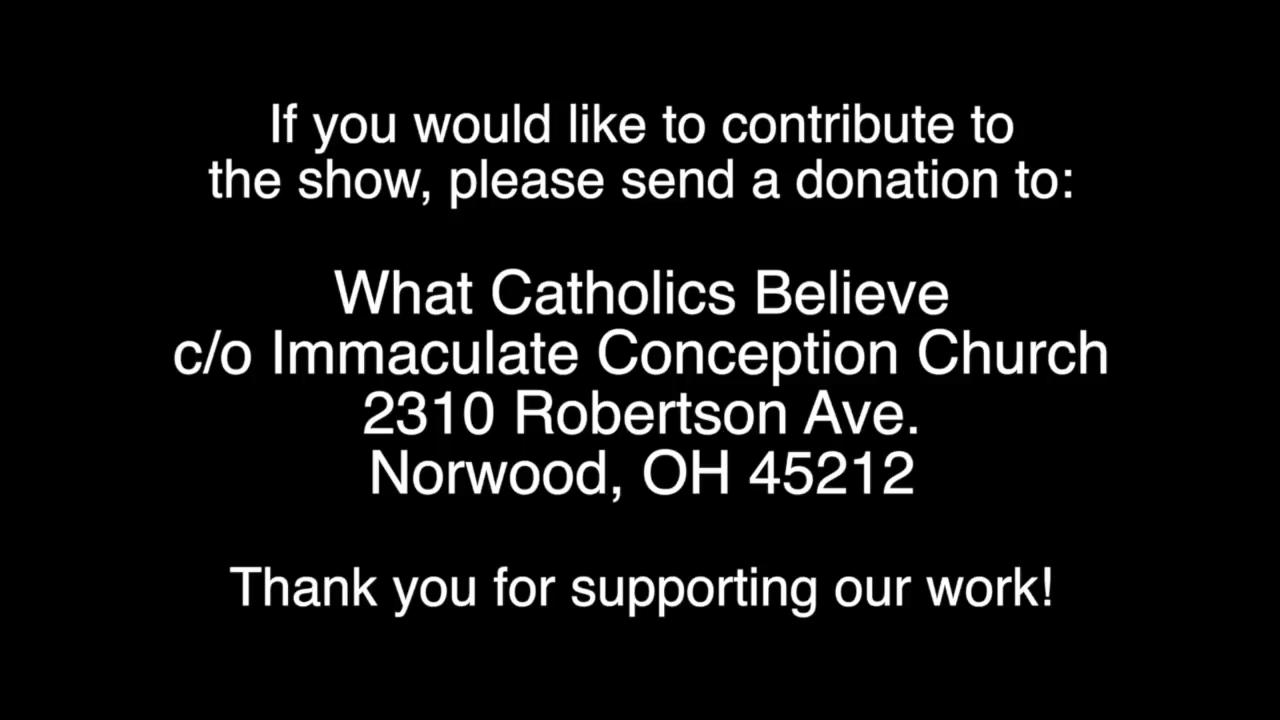 If you would like to contribute to
the show, please send a donation to:
What Catholics Believe
c/o Immaculate Conception Church
2310 Robertson Ave.
Norwood, OH 45212
Thank you for supporting our work!